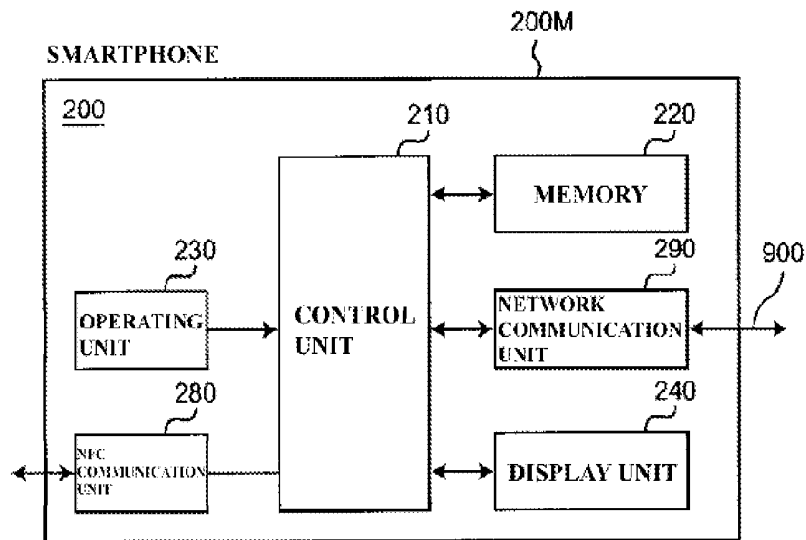 200M
SMARTPHONE
200
210
220
MEMORY
230
290
900
OPERATING
UNIT
CONTROL
UNIT
NETWORK
COMMUNICATION
UNIT
280
240
NFC
COMMUNICATION
UNIT
DISPLAY UNIT